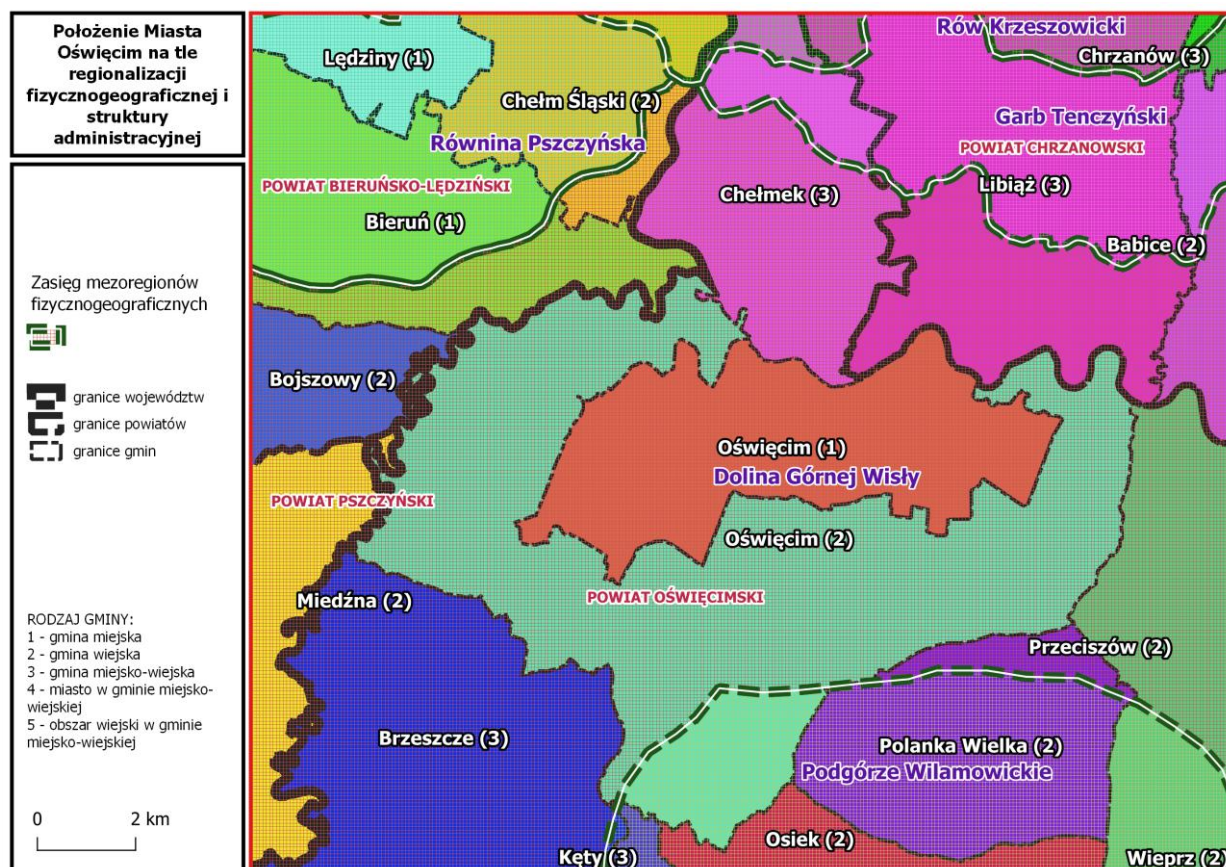 Położenie Miasta
Oświęcim na tle
regionalizacji
fizycznogeograficznej i
struktury
administracyjnej
Zasięg mezoregionów
fizycznogeograficznych
granice województw
granice powiatów
granice gmin
RODZAJ GMINY:
1 - gmina miejska
2 - gmina wiejska
3 - gmina miejsko-wiejska
4 - miasto w gminie miejsko-
wiejskiej
5 - obszar wiejski w gminie
miejsko-wiejskiej
0 2 km
Rów Krzeszowicki
Lędziny (1)
Chrzanów (3)
Chełm Śląski (2)
Garb Tenczyński
Równina Pszczyńska
POWIAT CHRZANOWSKI
POWIAT BIERUŃSKO-LĘDZIŃSKI
Libiąż (3)
Chełmek (3)
Bieruń (1)
Babice (2)
Bojszowy (2)
Oświęcim (1)
Dolina Górnej Wisły
POWIAT PSZCZYŃSKI
Oświęcim (2)
POWIAT OŚWIĘCIMSKI
Miedźna (2)
Przeciszów (2)
Brzeszcze (3)
Polanka Wielka (2)
Podgórze Wilamowickie
Osiek (2)
Kęty (3)
Wieprz (2)